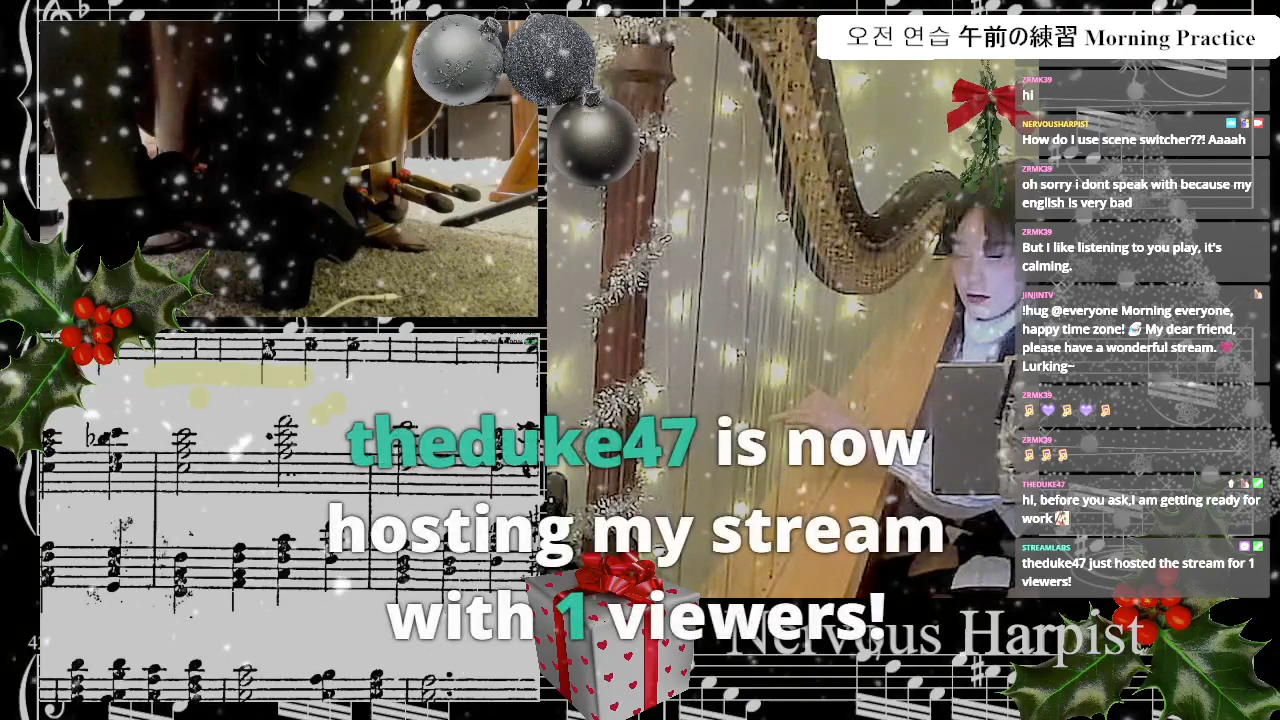 오전 연습 午前の練習 Morning Practice
ZRMK39
hi
NERVOUSHARPIST
How do I use scene switcher??! Aaaah
ZRMK39
oh sorry i dont speak with because my
english is very bad
ZRMK39
But I like listening to you play, it's
calming.
JINJINTV
!hug @everyone Morning everyone,
happy time zone! My dear friend,
please have a wonderful stream.
Lurking~
ZRMK39
ZRMK39
THEDUKE47
hi, before you ask,I am getting ready for
work
STREAMLABS
theduke47 just hosted the stream for 1
viewers!
theduke47 is now
hosting my stream
with 1 viewers!
Nervous Harpist